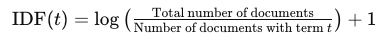 IDF(t) = log (Total number of documents / Number of documents with term t) + 1